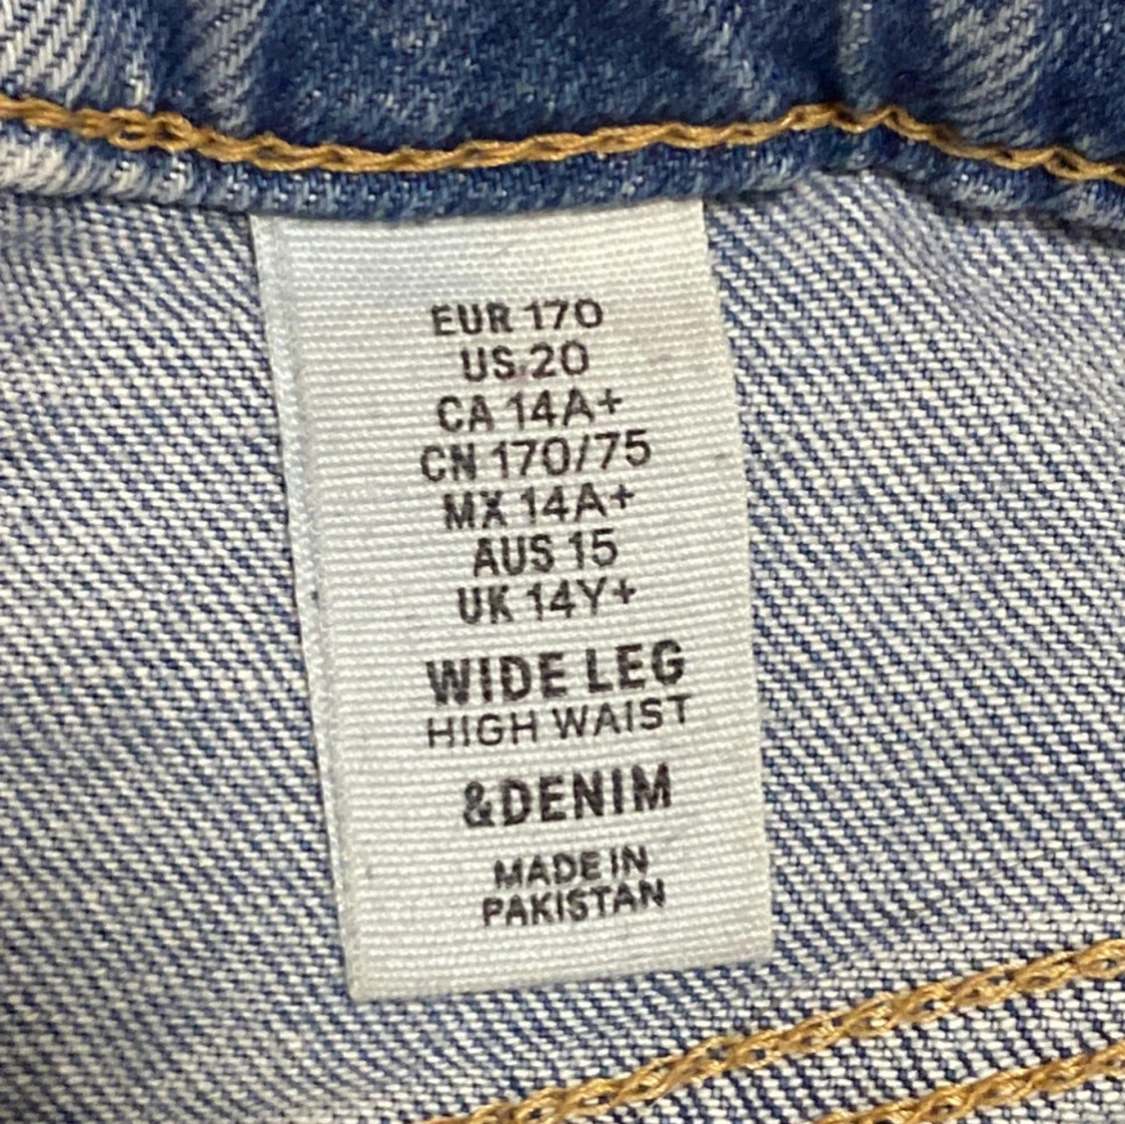 EUR 170
US 20
CA 14A+
CN 170/75
MX 14A+
AUS 15
UK 14Y+
WIDE LEG
HIGH WAIST
&DENIM
MADE IN
PAKISTAN